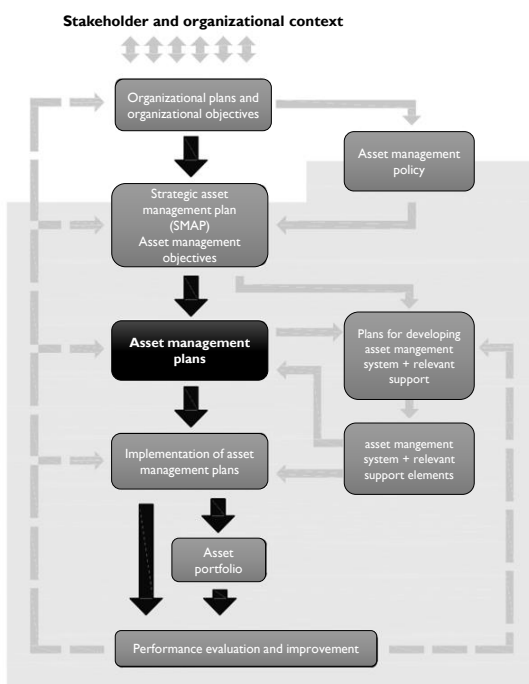 Stakeholder and organizational context
Organizational plans and
organizational objectives
Asset management
policy
Strategic asset
management plan
(SMAP)
Asset management
objectives
Asset management
plans
Plans for developing
asset mangement
system + relevant
support
Implementation of asset
management plans
asset mangement
system + relevant
support elements
Asset
portfolio
Performance evaluation and improvement